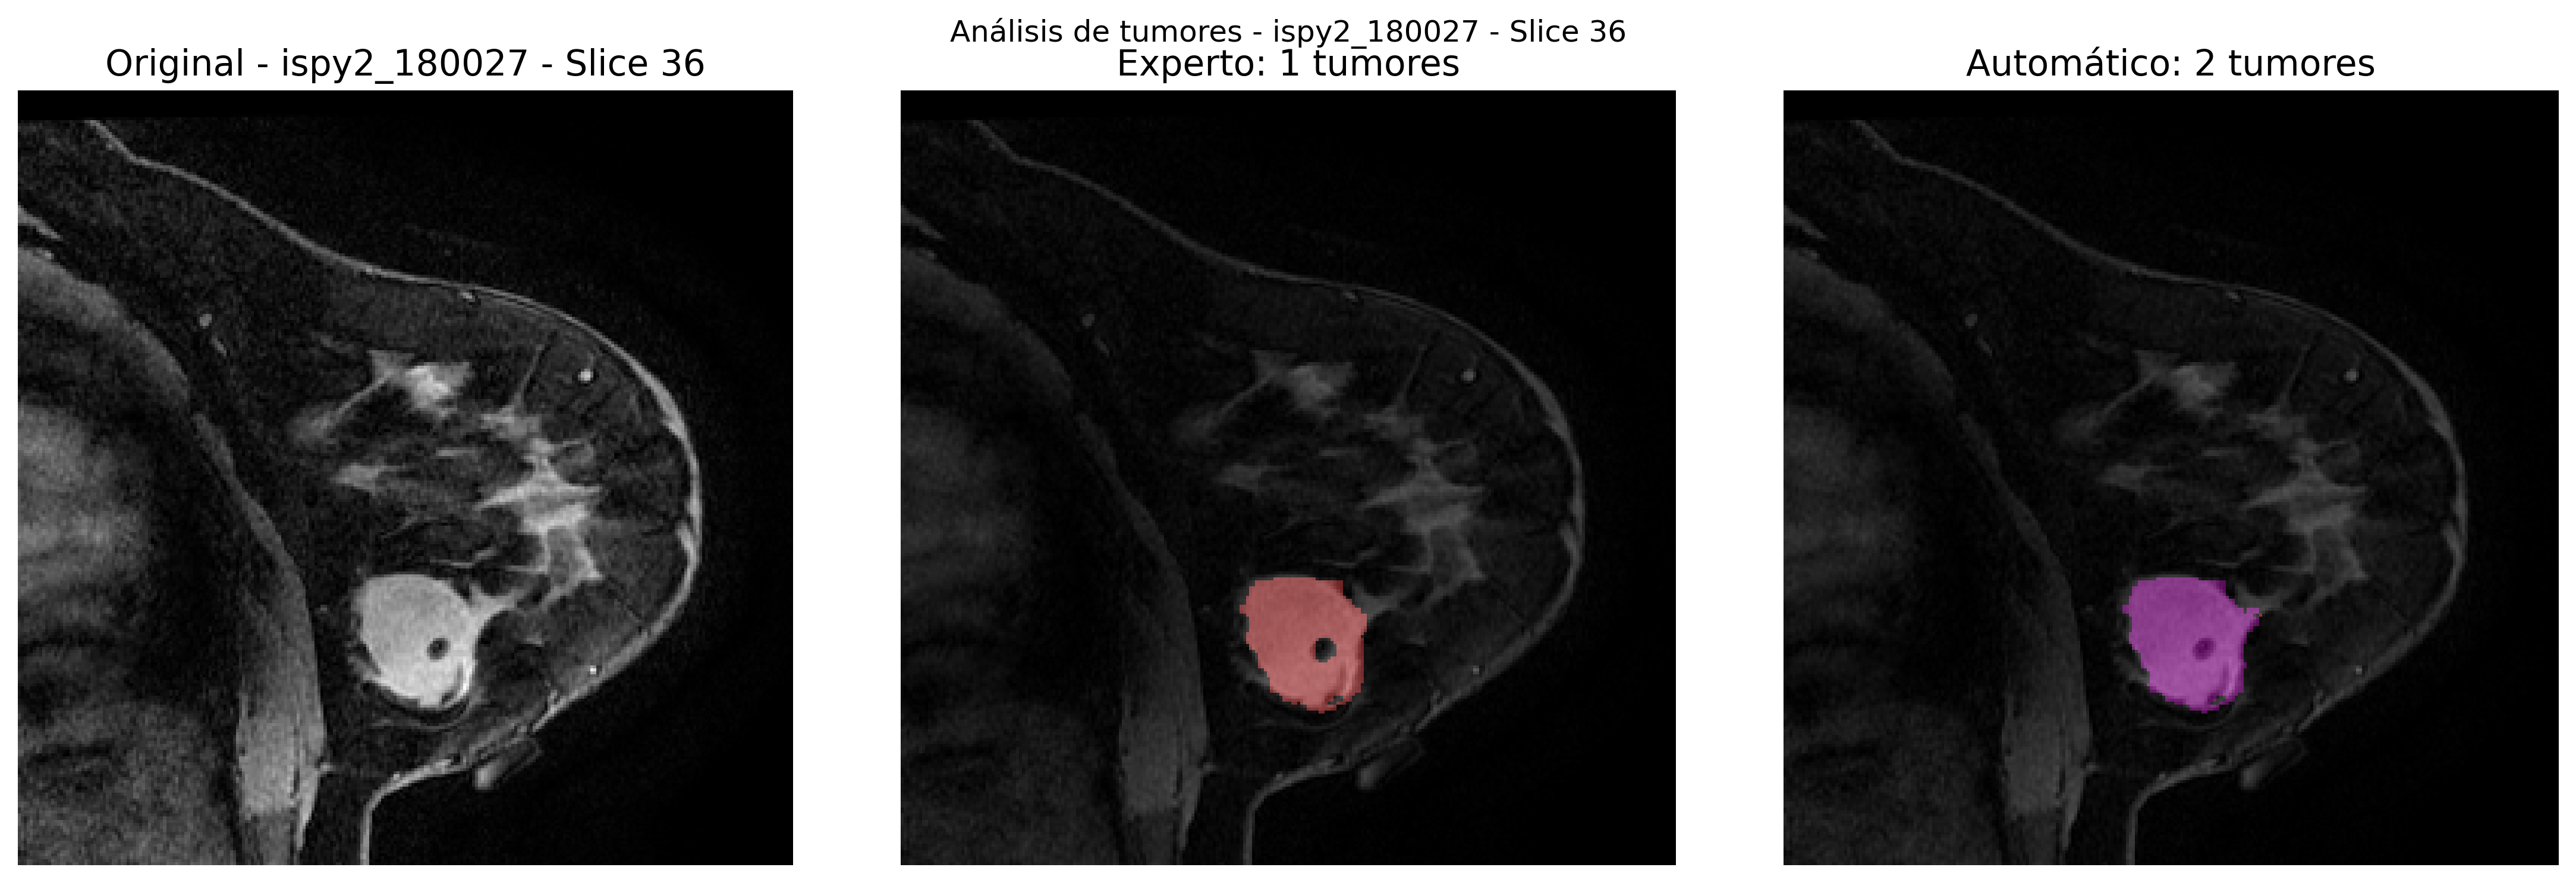 Análisis de tumores - ispy2_180027 - Slice 36
Original - ispy2_180027 - Slice 36
Experto: 1 tumores
Automático: 2 tumores